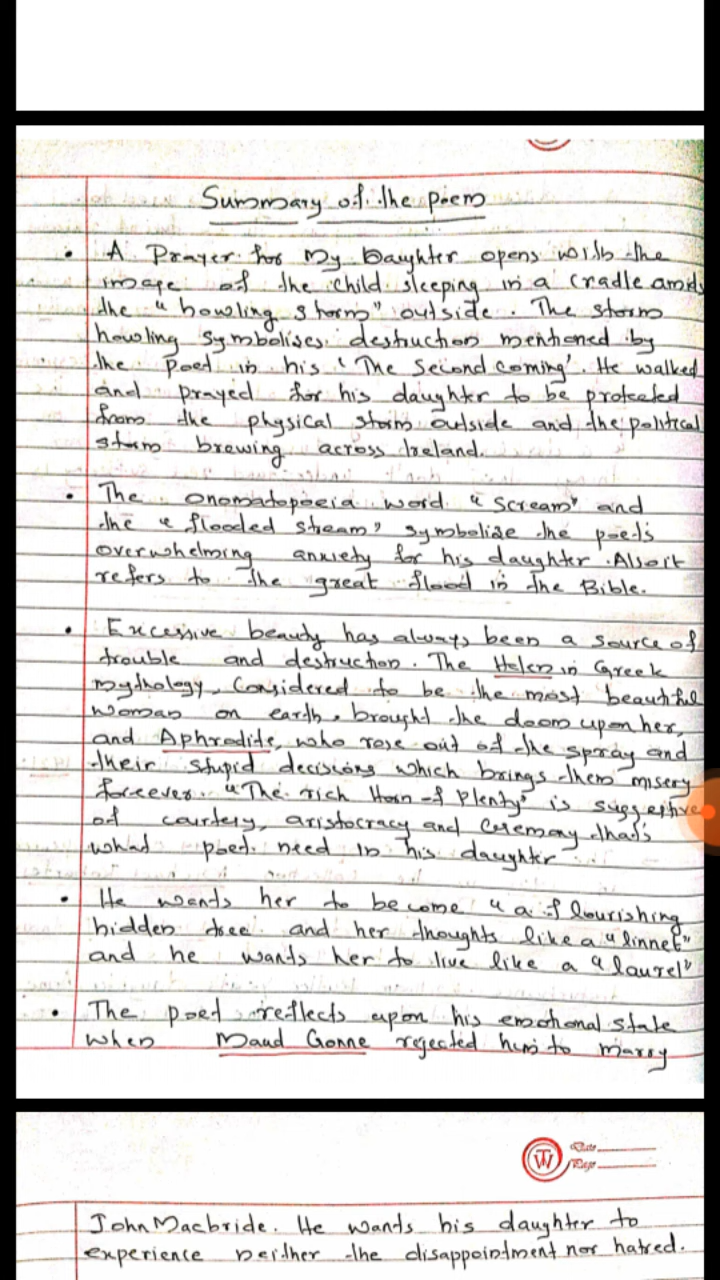 Summary of the poem
• A Prayer for My Daughter opens with the
image of the child sleeping in a cradle amids
the "howling storm" outside. The storm
howling symbolises destruction mentioned by
the poet in his 'The Second Coming'. He walked
and prayed for his daughter to be protected
from the physical storm outside and the political
storm brewing across Ireland.
• The onomatopoeia word "Scream" and
the "flooded stream" symbolize the poet's
overwhelming anxiety for his daughter. Also it
refers to the great flood in the Bible.
• Excessive beauty has always been a source of
trouble and destruction. The Helen in Greek
mythology, considered to be the most beautiful
woman on earth, brought the doom upon her,
and Aphrodite, who rose out of the spray and
their stupid decisions which brings them misery
forever. "The rich Horn of Plenty" is suggestive
of courtesy, aristocracy and Ceremony that's
what poet need in his daughter
• He wants her to become "a flourishing
hidden tree and her thoughts like a "linnet"
and he wants her to live like a "laurel"
• The poet reflects upon his emotional state
when Maud Gonne rejected him to marry
TW
Date
Page
John Macbride. He wants his daughter to
experience neither the disappointment nor hatred.